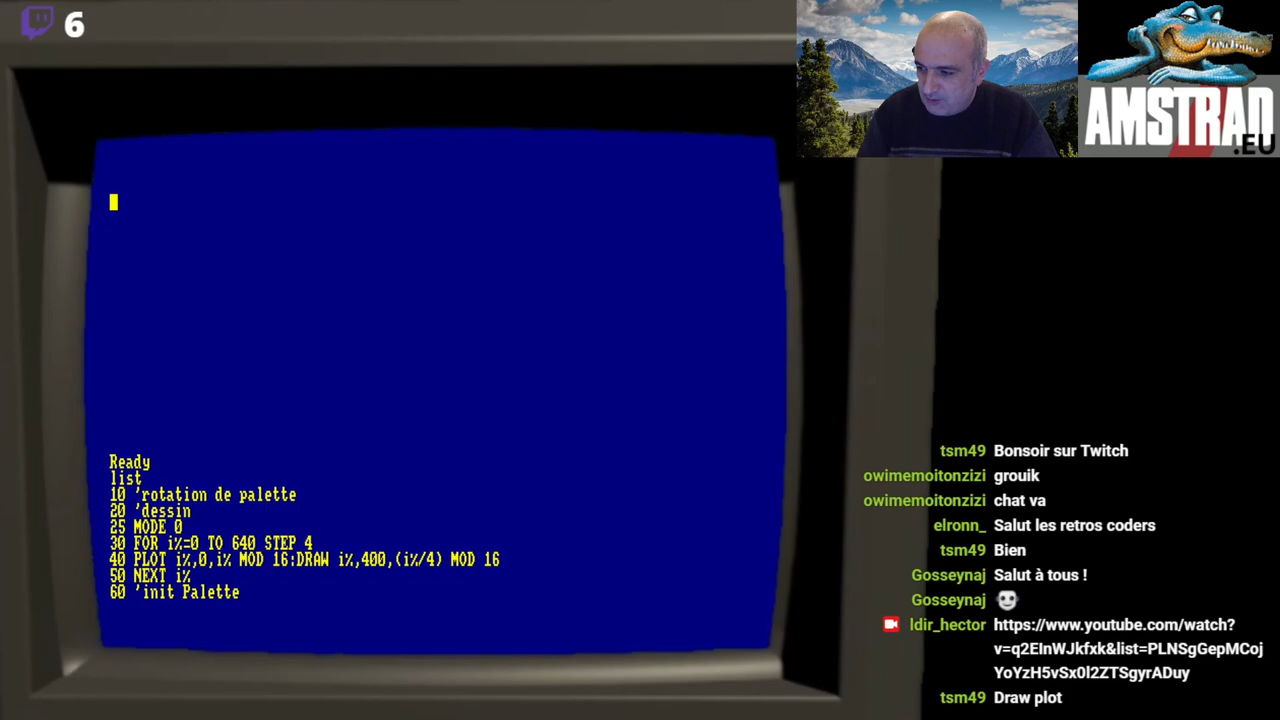 6
AMSTRAD
.EU
Ready
list
10 'rotation de palette
20 'dessin
25 MODE 0
30 FOR i%=0 TO 640 STEP 4
40 PLOT i%,0,i% MOD 16:DRAW i%,400,(i%/4) MOD 16
50 NEXT i%
60 'init Palette
tsm49 Bonsoir sur Twitch
owimemoitonzizi grouik
owimemoitonzizi chat va
elronn_ Salut les retros coders
tsm49 Bien
Gosseynaj Salut à tous !
Gosseynaj
ldir_hector https://www.youtube.com/watch?
v=q2EInWJkfxk&list=PLNSgGepMCoj
YoYzH5vSx0l2ZTSgyrADuy
tsm49 Draw plot